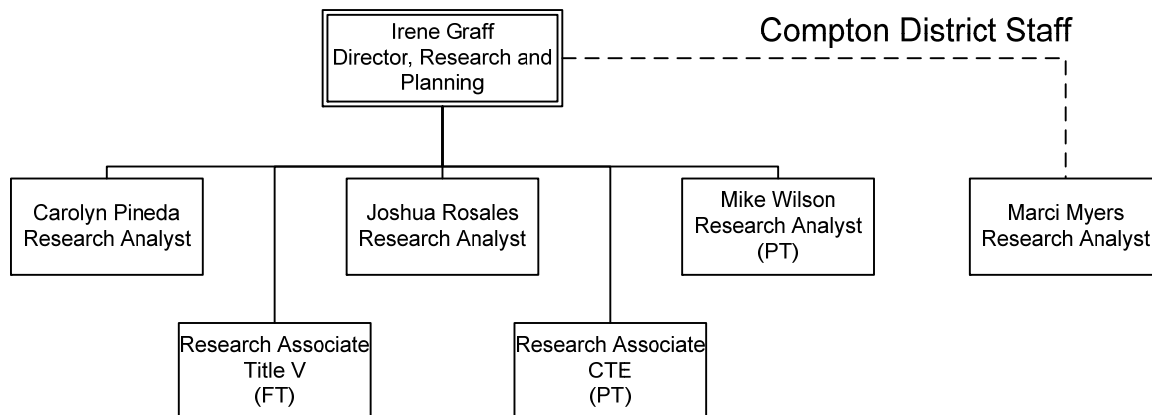 Irene Graff
Director, Research and
Planning
Compton District Staff
Carolyn Pineda
Research Analyst
Joshua Rosales
Research Analyst
Mike Wilson
Research Analyst
(PT)
Marci Myers
Research Analyst
Research Associate
Title V
(FT)
Research Associate
CTE
(PT)